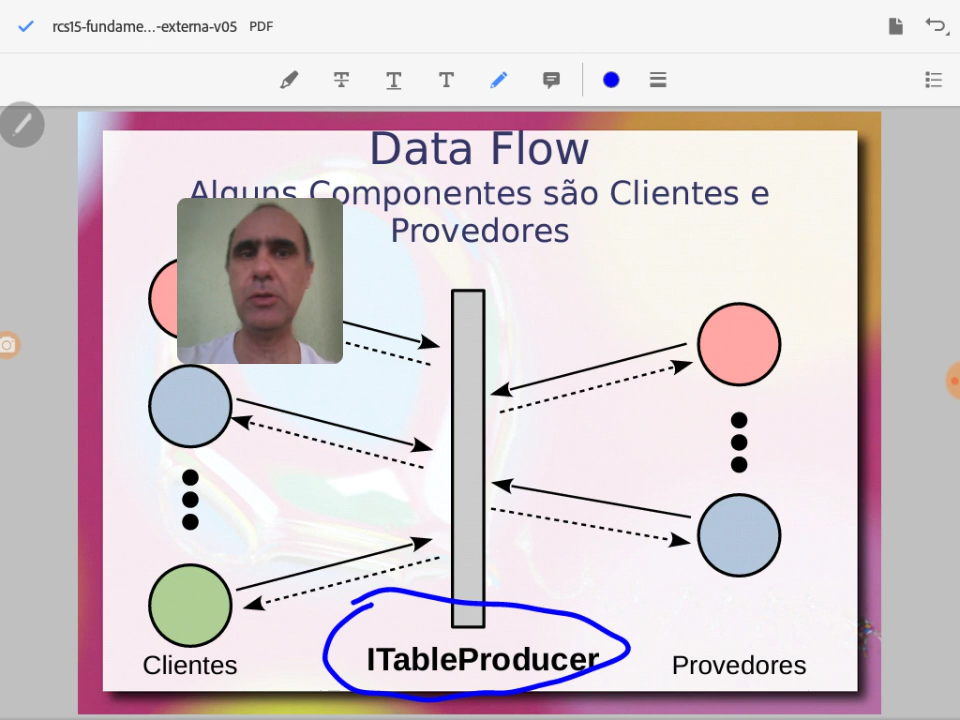 rcs15-fundame...-externa-v05 PDF
T T T
Data Flow
Alguns Componentes são Clientes e
Provedores
ITableProducer
Clientes
Provedores